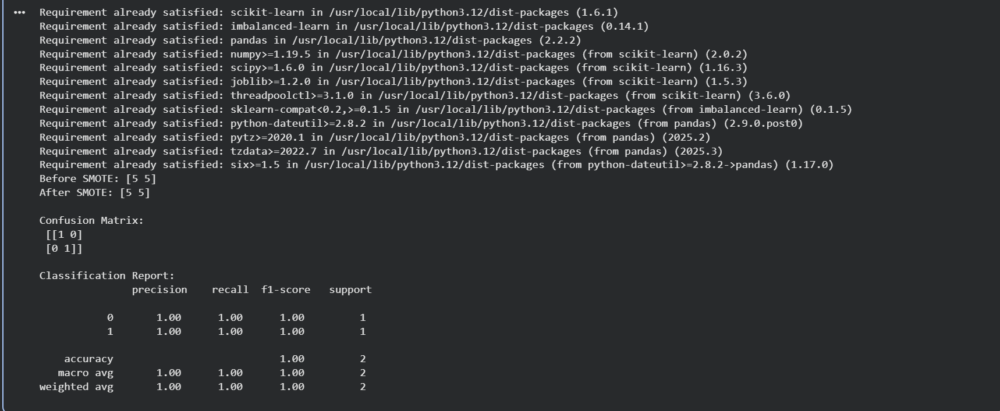 Requirement already satisfied: scikit-learn in /usr/local/lib/python3.12/dist-packages (1.6.1)
Requirement already satisfied: imbalanced-learn in /usr/local/lib/python3.12/dist-packages (0.14.1)
Requirement already satisfied: pandas in /usr/local/lib/python3.12/dist-packages (2.2.2)
Requirement already satisfied: numpy>=1.19.5 in /usr/local/lib/python3.12/dist-packages (from scikit-learn) (2.0.2)
Requirement already satisfied: scipy>=1.6.0 in /usr/local/lib/python3.12/dist-packages (from scikit-learn) (1.16.3)
Requirement already satisfied: joblib>=1.2.0 in /usr/local/lib/python3.12/dist-packages (from scikit-learn) (1.5.3)
Requirement already satisfied: threadpoolctl>=3.1.0 in /usr/local/lib/python3.12/dist-packages (from scikit-learn) (3.6.0)
Requirement already satisfied: sklearn-compat<0.2,>=0.1.5 in /usr/local/lib/python3.12/dist-packages (from imbalanced-learn) (0.1.5)
Requirement already satisfied: python-dateutil>=2.8.2 in /usr/local/lib/python3.12/dist-packages (from pandas) (2.9.0.post0)
Requirement already satisfied: pytz>=2020.1 in /usr/local/lib/python3.12/dist-packages (from pandas) (2025.2)
Requirement already satisfied: tzdata>=2022.7 in /usr/local/lib/python3.12/dist-packages (from pandas) (2025.3)
Requirement already satisfied: six>=1.5 in /usr/local/lib/python3.12/dist-packages (from python-dateutil>=2.8.2->pandas) (1.17.0)
Before SMOTE: [5 5]
After SMOTE: [5 5]

Confusion Matrix:
 [[1 0]
 [0 1]]

Classification Report:
               precision    recall  f1-score   support

           0       1.00      1.00      1.00         1
           1       1.00      1.00      1.00         1

    accuracy                           1.00         2
   macro avg       1.00      1.00      1.00         2
weighted avg       1.00      1.00      1.00         2